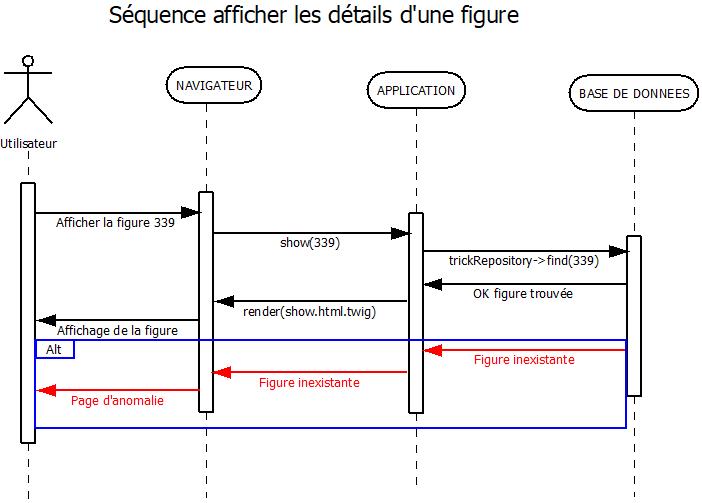 Séquence afficher les détails d'une figure
NAVIGATEUR
APPLICATION
BASE DE DONNEES
Utilisateur
Afficher la figure 339
show(339)
trickRepository->find(339)
OK figure trouvée
render(show.html.twig)
Affichage de la figure
Alt
Figure inexistante
Figure inexistante
Page d'anomalie